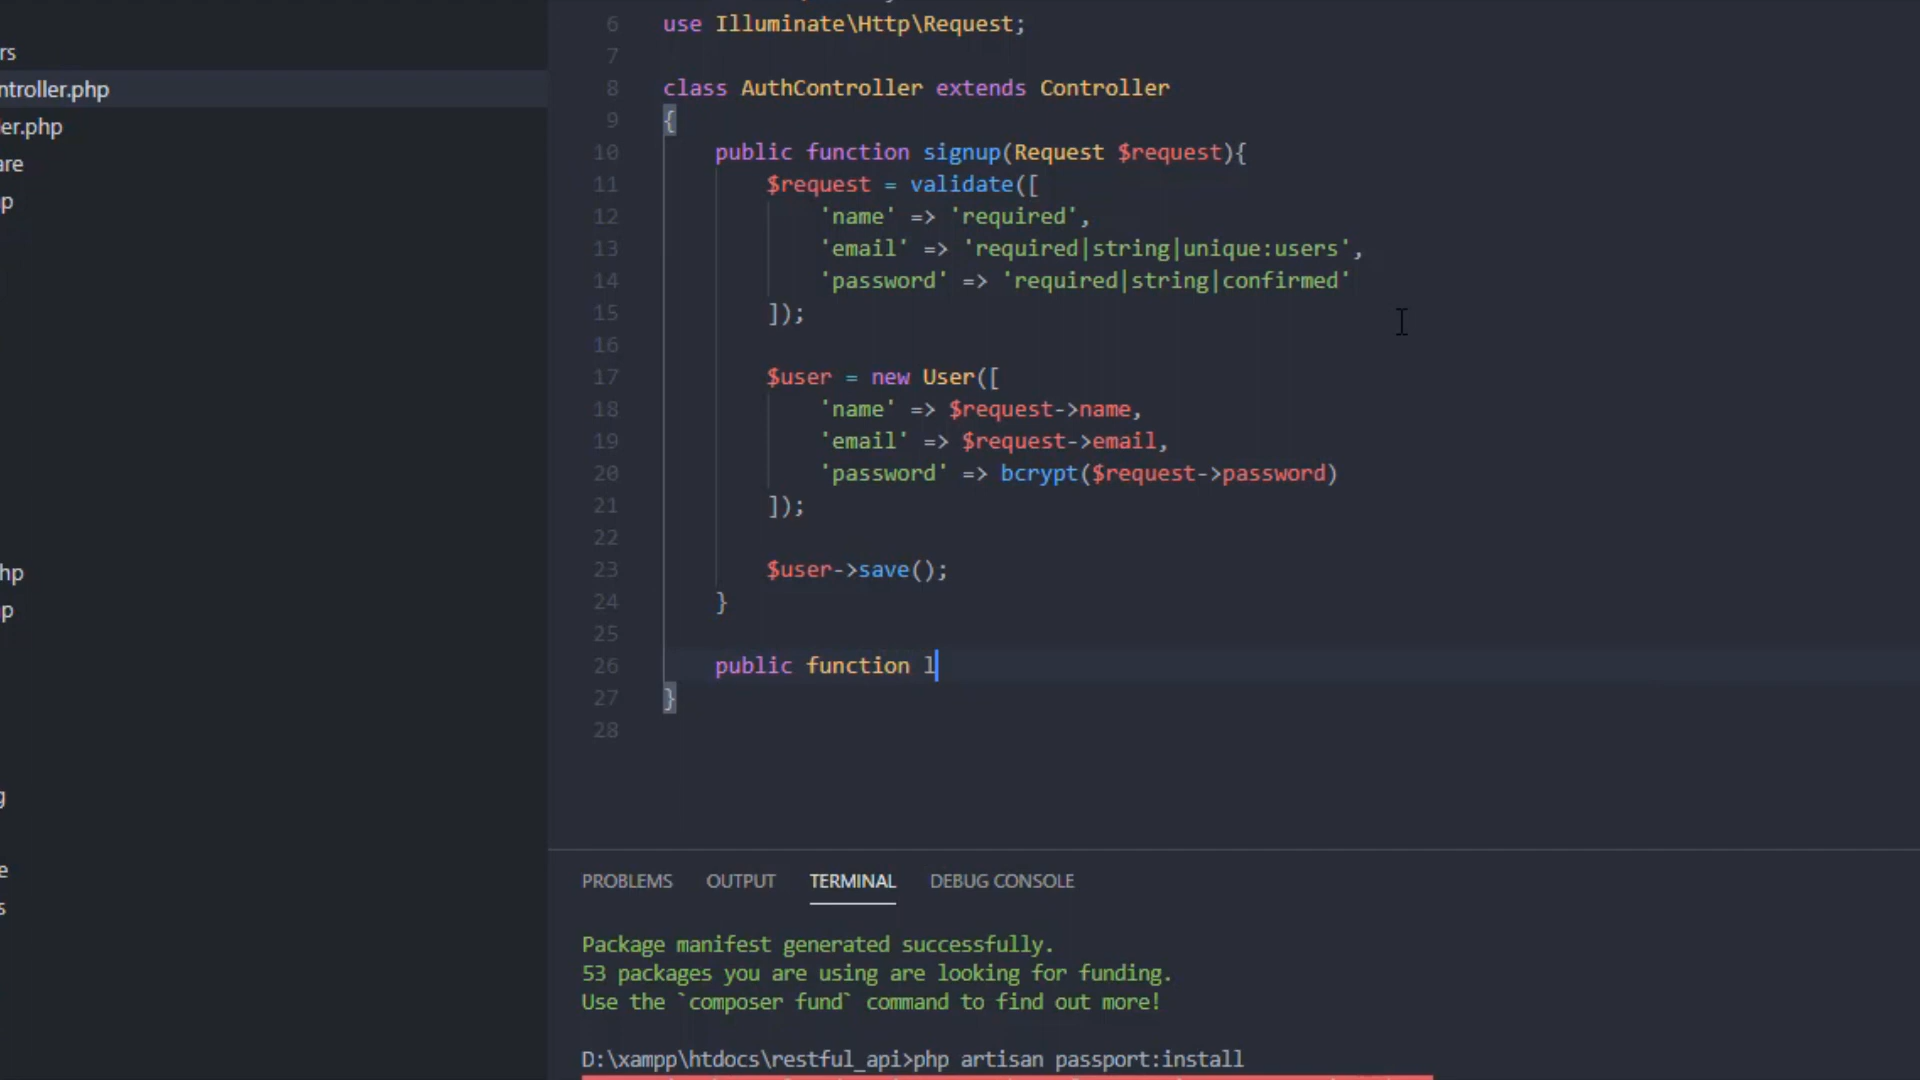 rs
ntroller.php
er.php
are
p
hp
p
g
e
s
6 use Illuminate\Http\Request;
7
8 class AuthController extends Controller
9 {
10 public function signup(Request $request){
11 $request = validate([
12 'name' => 'required',
13 'email' => 'required|string|unique:users',
14 'password' => 'required|string|confirmed'
15 ]);
16
17 $user = new User([
18 'name' => $request->name,
19 'email' => $request->email,
20 'password' => bcrypt($request->password)
21 ]);
22
23 $user->save();
24 }
25
26 public function l
27 }
28
PROBLEMS OUTPUT TERMINAL DEBUG CONSOLE
Package manifest generated successfully.
53 packages you are using are looking for funding.
Use the `composer fund` command to find out more!
D:\xampp\htdocs\restful_api>php artisan passport:install